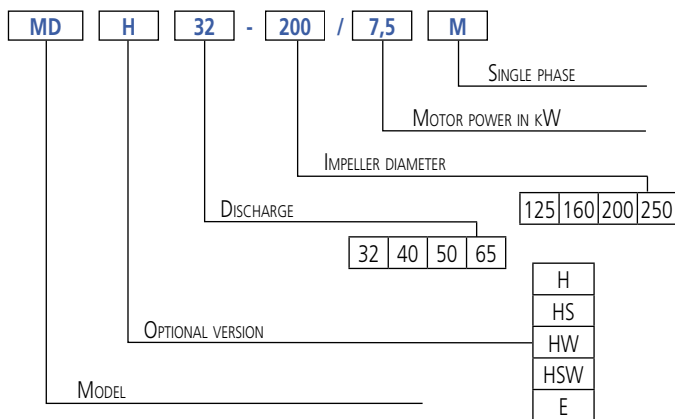 MD H 32 - 200 / 7,5 M
SINGLE PHASE
MOTOR POWER IN KW
IMPELLER DIAMETER
125 160 200 250
DISCHARGE
32 40 50 65
H
HS
OPTIONAL VERSION HW
HSW
MODEL
E